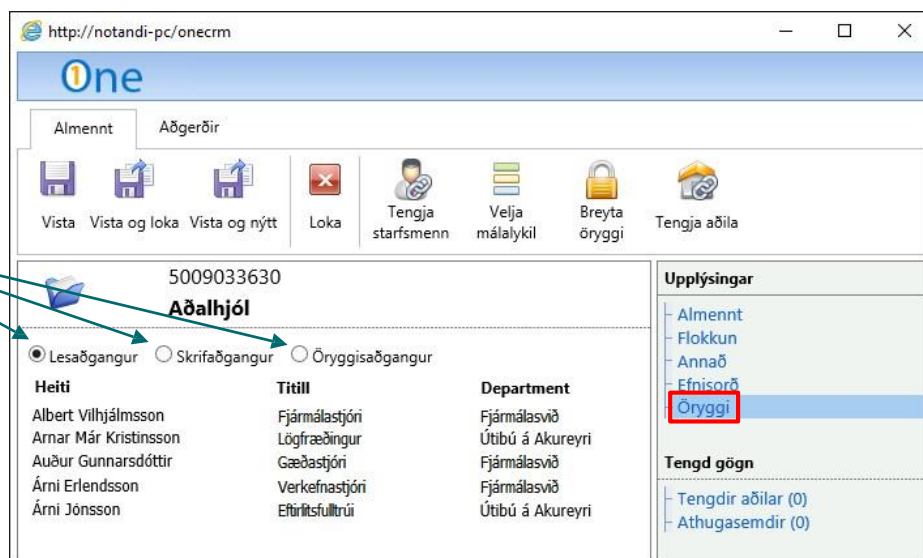 http://notandi-pc/onecrm
One
Almennt Aðgerðir
Vista Vista og loka Vista og nýtt Loka Tengja starfsmenn Velja málalykil Breyta öryggi Tengja aðila
5009033630
Aðalhjól
Lesaðgangur Skrifaðgangur Öryggisaðgangur
Heiti Titill Department
Albert Vilhjálmsson Fjármálastjóri Fjármálasvið
Arnar Már Kristinsson Lögfræðingur Útibú á Akureyri
Auður Gunnarsdóttir Gæðastjóri Fjármálasvið
Árni Erlendsson Verkefnastjóri Fjármálasvið
Árni Jónsson Eftirlitsfulltrúi Útibú á Akureyri
Upplýsingar
Almennt
Flokkun
Annað
Efnisorð
Öryggi
Tengd gögn
Tengdir aðilar (0)
Athugasemdir (0)